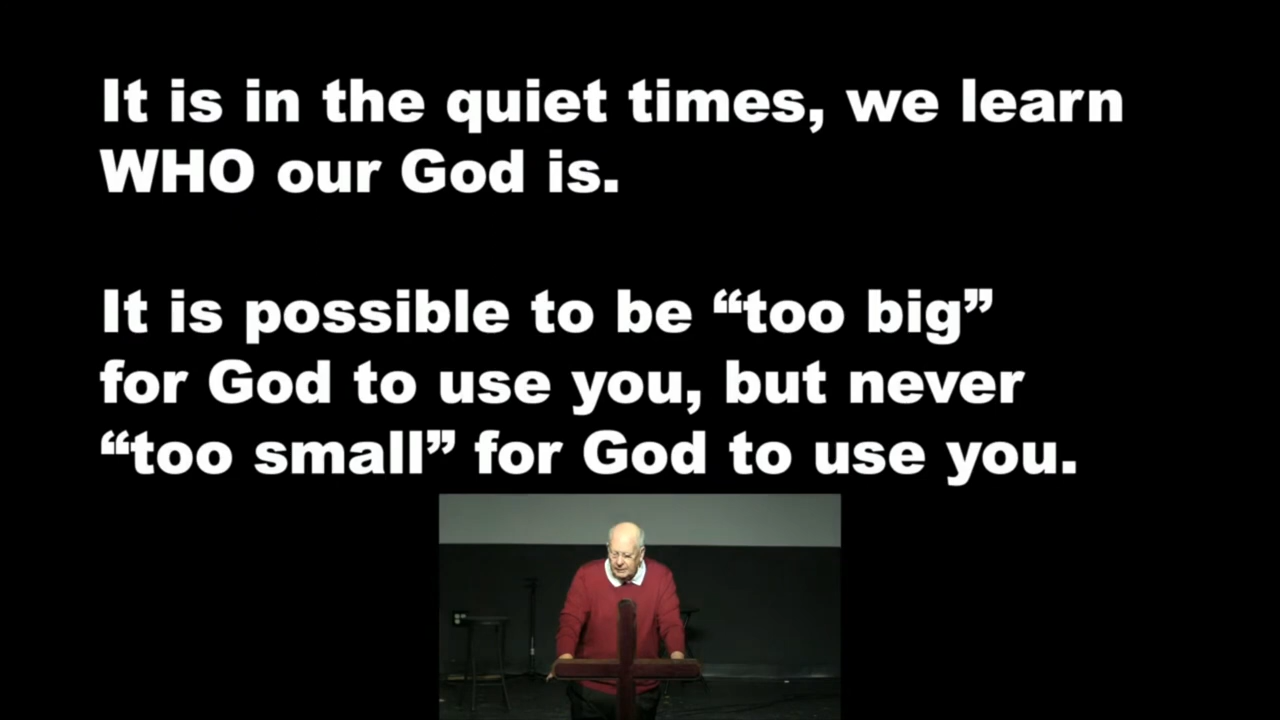 It is in the quiet times, we learn
WHO our God is.
It is possible to be “too big”
for God to use you, but never
“too small” for God to use you.